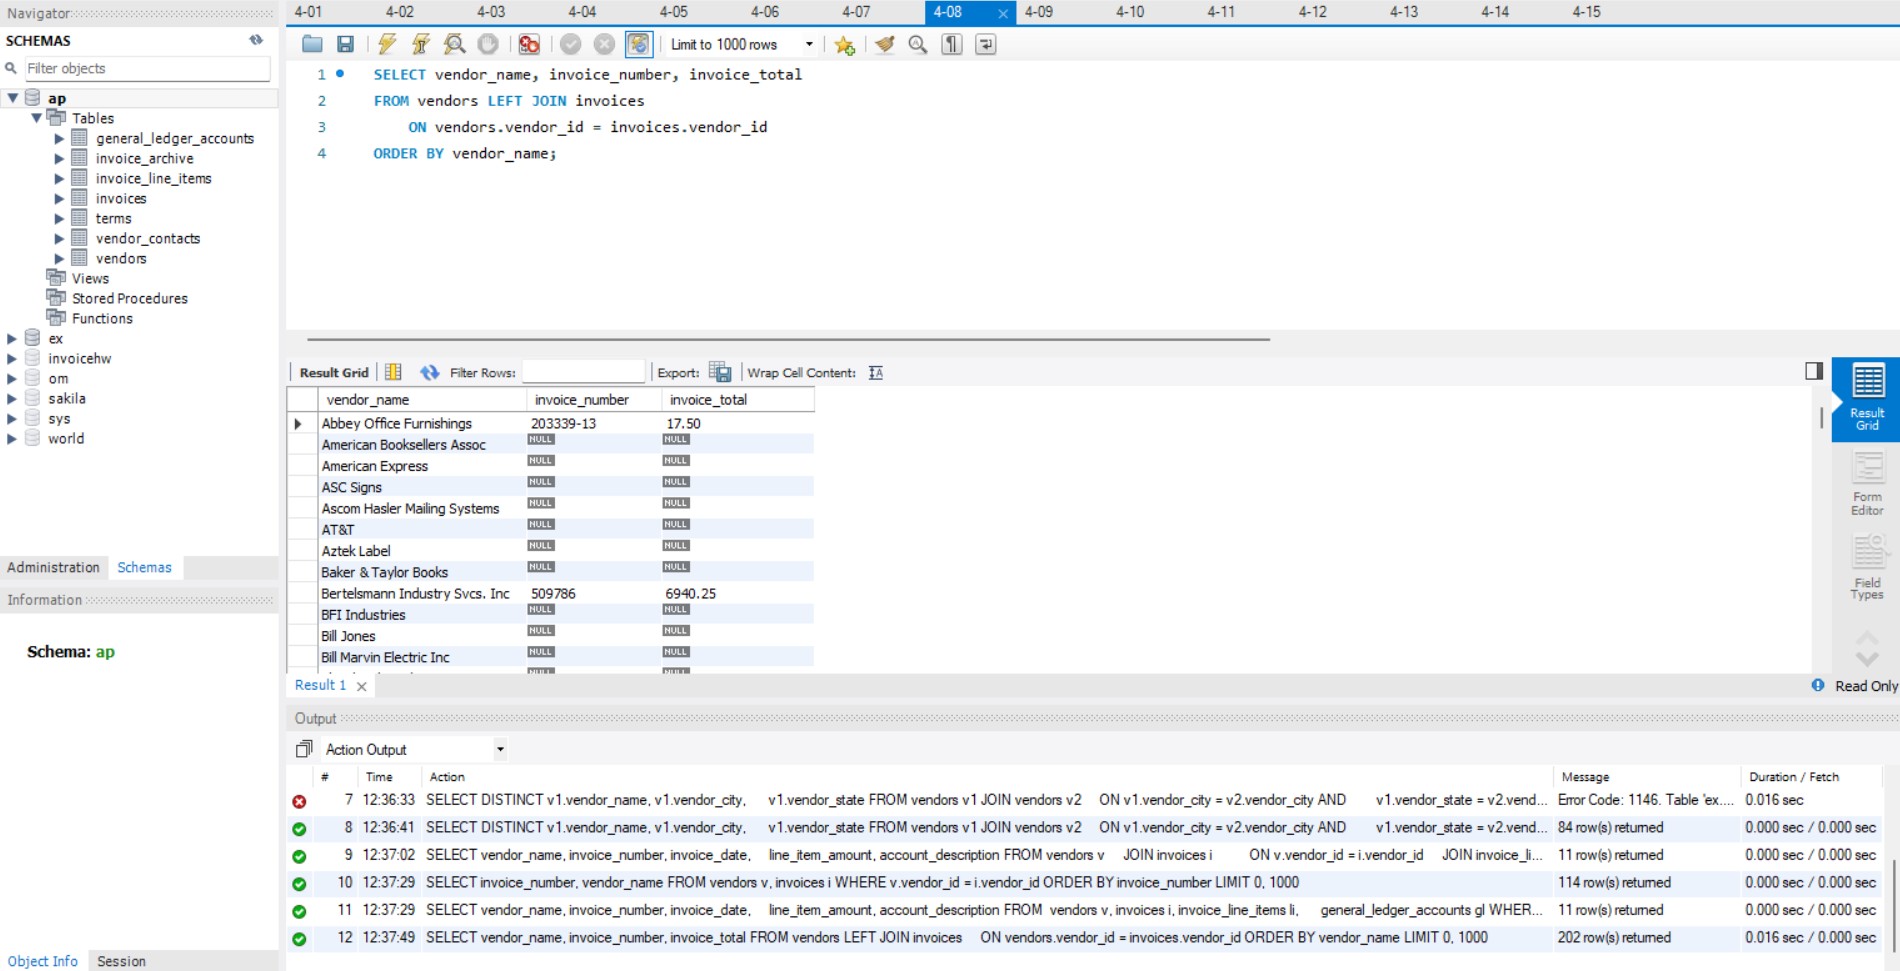 Navigator
SCHEMAS
Filter objects
ap
Tables
general_ledger_accounts
invoice_archive
invoice_line_items
invoices
terms
vendor_contacts
vendors
Views
Stored Procedures
Functions
ex
invoicehw
om
sakila
sys
world
Administration Schemas
Information
Schema: ap
Object Info Session
4-01 4-02 4-03 4-04 4-05 4-06 4-07 4-08 4-09 4-10 4-11 4-12 4-13 4-14 4-15
Limit to 1000 rows
1 SELECT vendor_name, invoice_number, invoice_total
2 FROM vendors LEFT JOIN invoices
3 ON vendors.vendor_id = invoices.vendor_id
4 ORDER BY vendor_name;
Result Grid Filter Rows: Export: Wrap Cell Content:
vendor_name invoice_number invoice_total
Abbey Office Furnishings 203339-13 17.50
American Booksellers Assoc NULL NULL
American Express NULL NULL
ASC Signs NULL NULL
Ascom Hasler Mailing Systems NULL NULL
AT&T NULL NULL
Aztek Label NULL NULL
Baker & Taylor Books NULL NULL
Bertelsmann Industry Svcs. Inc 509786 6940.25
BFI Industries NULL NULL
Bill Jones NULL NULL
Bill Marvin Electric Inc NULL NULL
NULL NULL
Result
Grid
Form
Editor
Field
Types
Result 1 Read Only
Output
Action Output
# Time Action Message Duration / Fetch
7 12:36:33 SELECT DISTINCT v1.vendor_name, v1.vendor_city, v1.vendor_state FROM vendors v1 JOIN vendors v2 ON v1.vendor_city = v2.vendor_city AND v1.vendor_state = v2.vend... Error Code: 1146. Table 'ex.... 0.016 sec
8 12:36:41 SELECT DISTINCT v1.vendor_name, v1.vendor_city, v1.vendor_state FROM vendors v1 JOIN vendors v2 ON v1.vendor_city = v2.vendor_city AND v1.vendor_state = v2.vend... 84 row(s) returned 0.000 sec / 0.000 sec
9 12:37:02 SELECT vendor_name, invoice_number, invoice_date, line_item_amount, account_description FROM vendors v JOIN invoices i ON v.vendor_id = i.vendor_id JOIN invoice_li... 11 row(s) returned 0.000 sec / 0.000 sec
10 12:37:29 SELECT invoice_number, vendor_name FROM vendors v, invoices i WHERE v.vendor_id = i.vendor_id ORDER BY invoice_number LIMIT 0, 1000 114 row(s) returned 0.000 sec / 0.000 sec
11 12:37:29 SELECT vendor_name, invoice_number, invoice_date, line_item_amount, account_description FROM vendors v, invoices i, invoice_line_items li, general_ledger_accounts gl WHER... 11 row(s) returned 0.000 sec / 0.000 sec
12 12:37:49 SELECT vendor_name, invoice_number, invoice_total FROM vendors LEFT JOIN invoices ON vendors.vendor_id = invoices.vendor_id ORDER BY vendor_name LIMIT 0, 1000 202 row(s) returned 0.016 sec / 0.000 sec